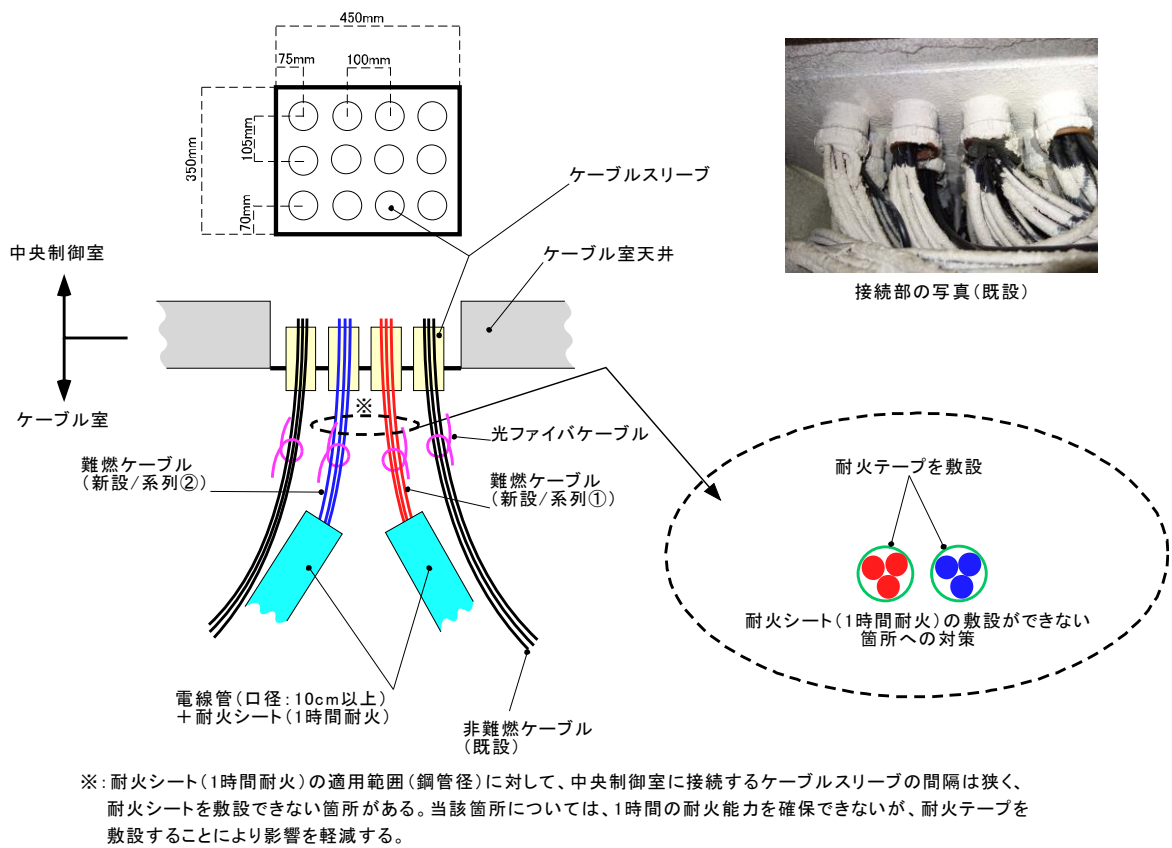 450mm
75mm
100mm
350mm
105mm
70mm
ケーブルスリーブ
ケーブル室天井
中央制御室
ケーブル室
接続部の写真(既設)
※
光ファイバケーブル
難燃ケーブル
(新設/系列②)
難燃ケーブル
(新設/系列①)
耐火テープを敷設
耐火シート(1時間耐火)の敷設ができない
箇所への対策
電線管(口径:10cm以上)
+耐火シート(1時間耐火)
非難燃ケーブル
(既設)
※:耐火シート(1時間耐火)の適用範囲(鋼管径)に対して、中央制御室に接続するケーブルスリーブの間隔は狭く、
耐火シートを敷設できない箇所がある。当該箇所については、1時間の耐火能力を確保できないが、耐火テープを
敷設することにより影響を軽減する。